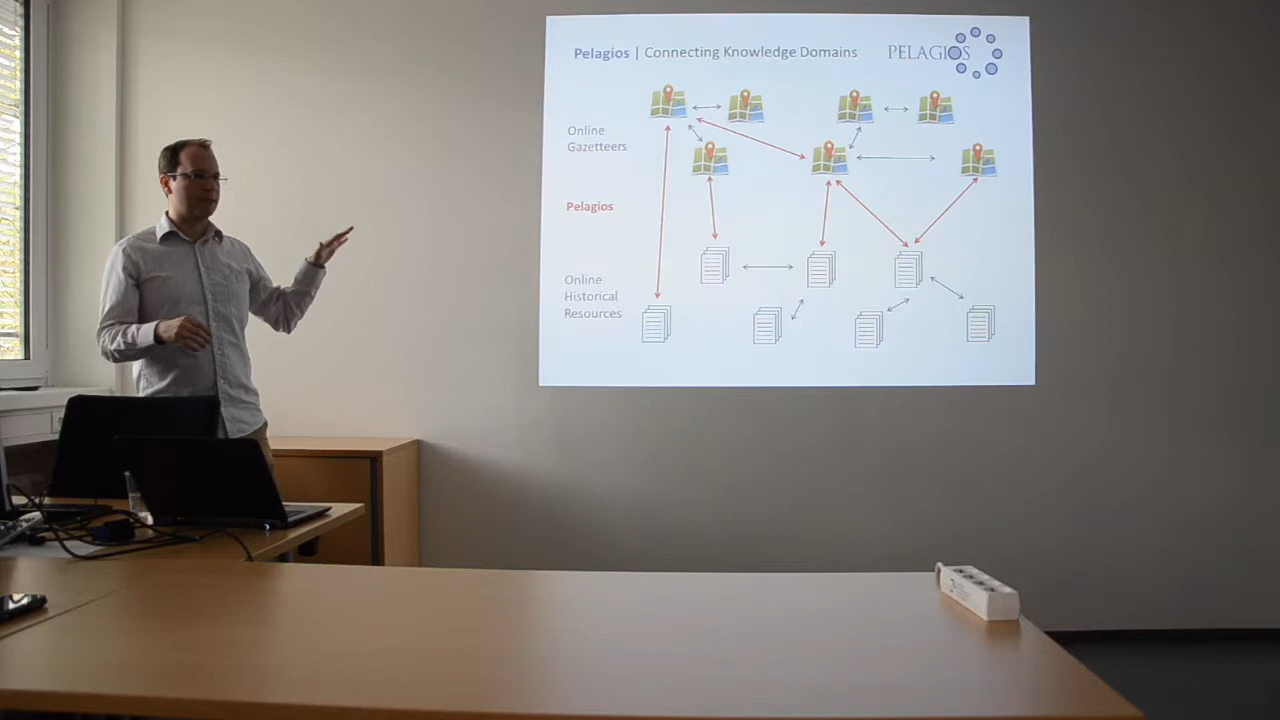 Pelagios | Connecting Knowledge Domains
PELAGIOS
Online
Gazetteers
Pelagios
Online
Historical
Resources